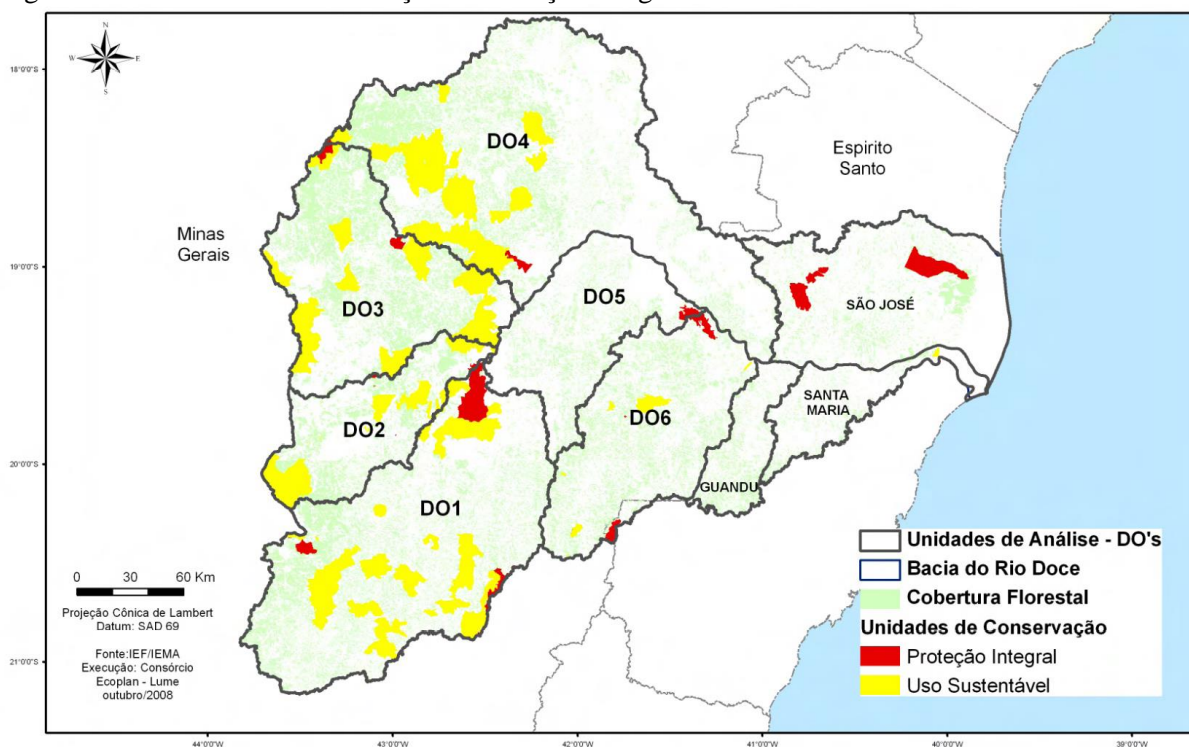 N
W E
S
18°0'0"S
19°0'0"S
20°0'0"S
21°0'0"S
Minas
Gerais
Espirito
Santo
DO4
DO3
DO5
SÃO JOSÉ
DO2
DO6
SANTA
MARIA
DO1
GUANDU
0 30 60 Km
Projeção Cônica de Lambert
Datum: SAD 69
Fonte:IEF/IEMA
Execução: Consórcio
Ecoplan - Lume
outubro/2008
Unidades de Análise - DO's
Bacia do Rio Doce
Cobertura Florestal
Unidades de Conservação
Proteção Integral
Uso Sustentável
44°0'0"W 43°0'0"W 42°0'0"W 41°0'0"W 40°0'0"W 39°0'0"W